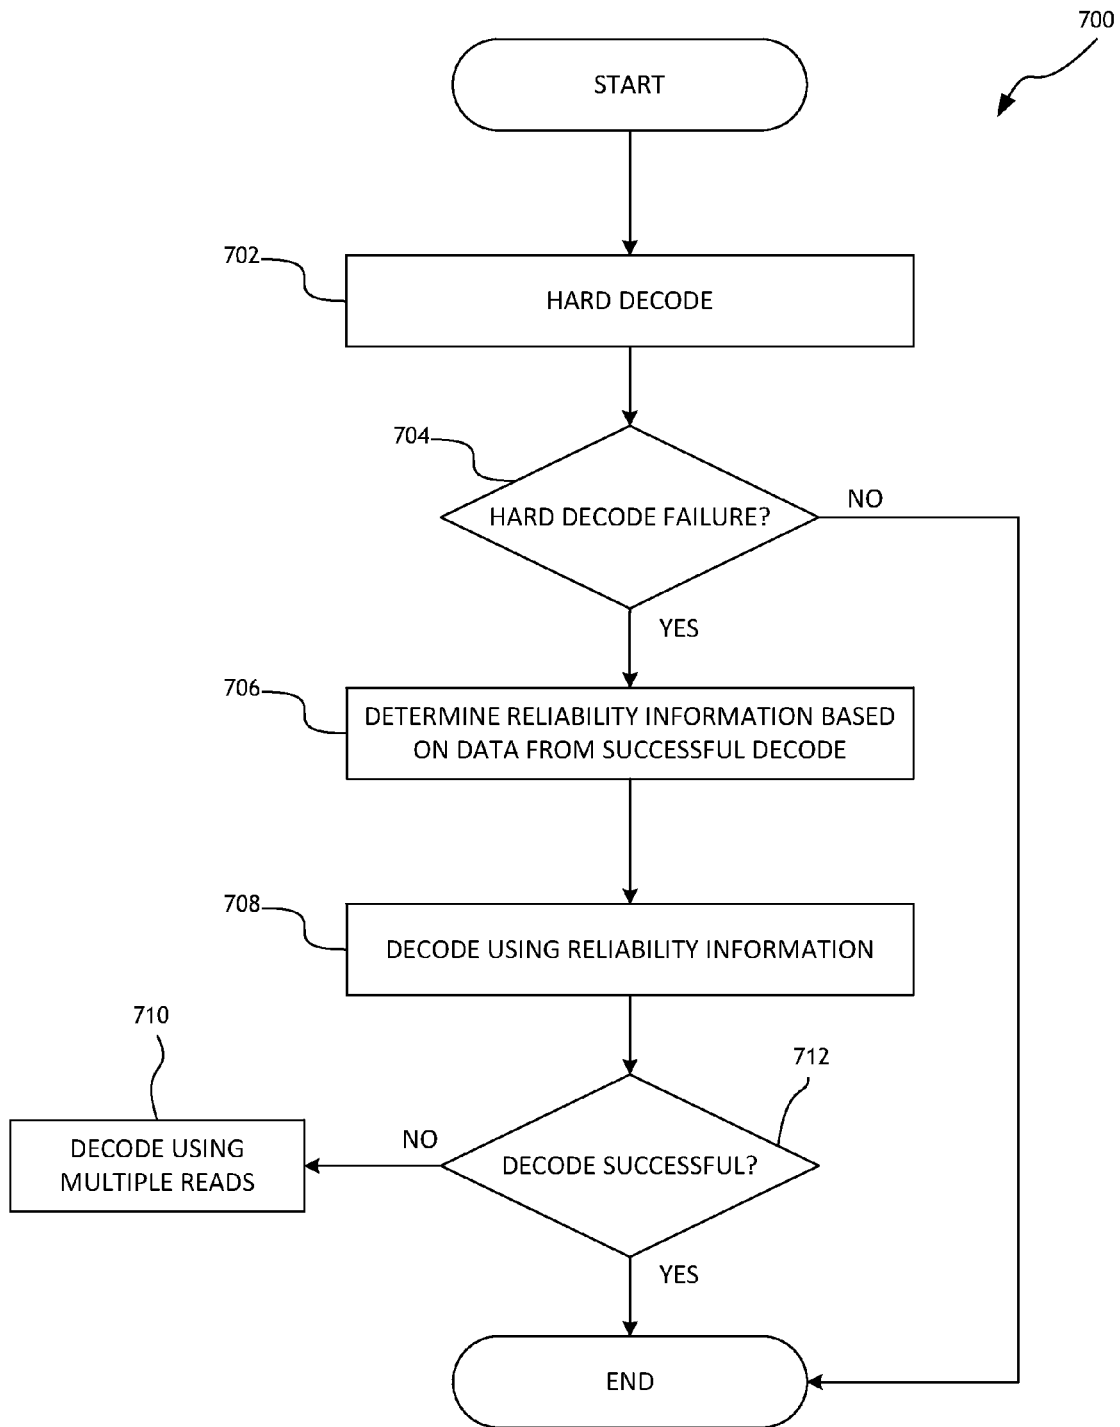 700
START
702
HARD DECODE
704
HARD DECODE FAILURE?
NO
YES
706
DETERMINE RELIABILITY INFORMATION BASED
ON DATA FROM SUCCESSFUL DECODE
708
DECODE USING RELIABILITY INFORMATION
710
712
DECODE USING
MULTIPLE READS
NO
DECODE SUCCESSFUL?
YES
END